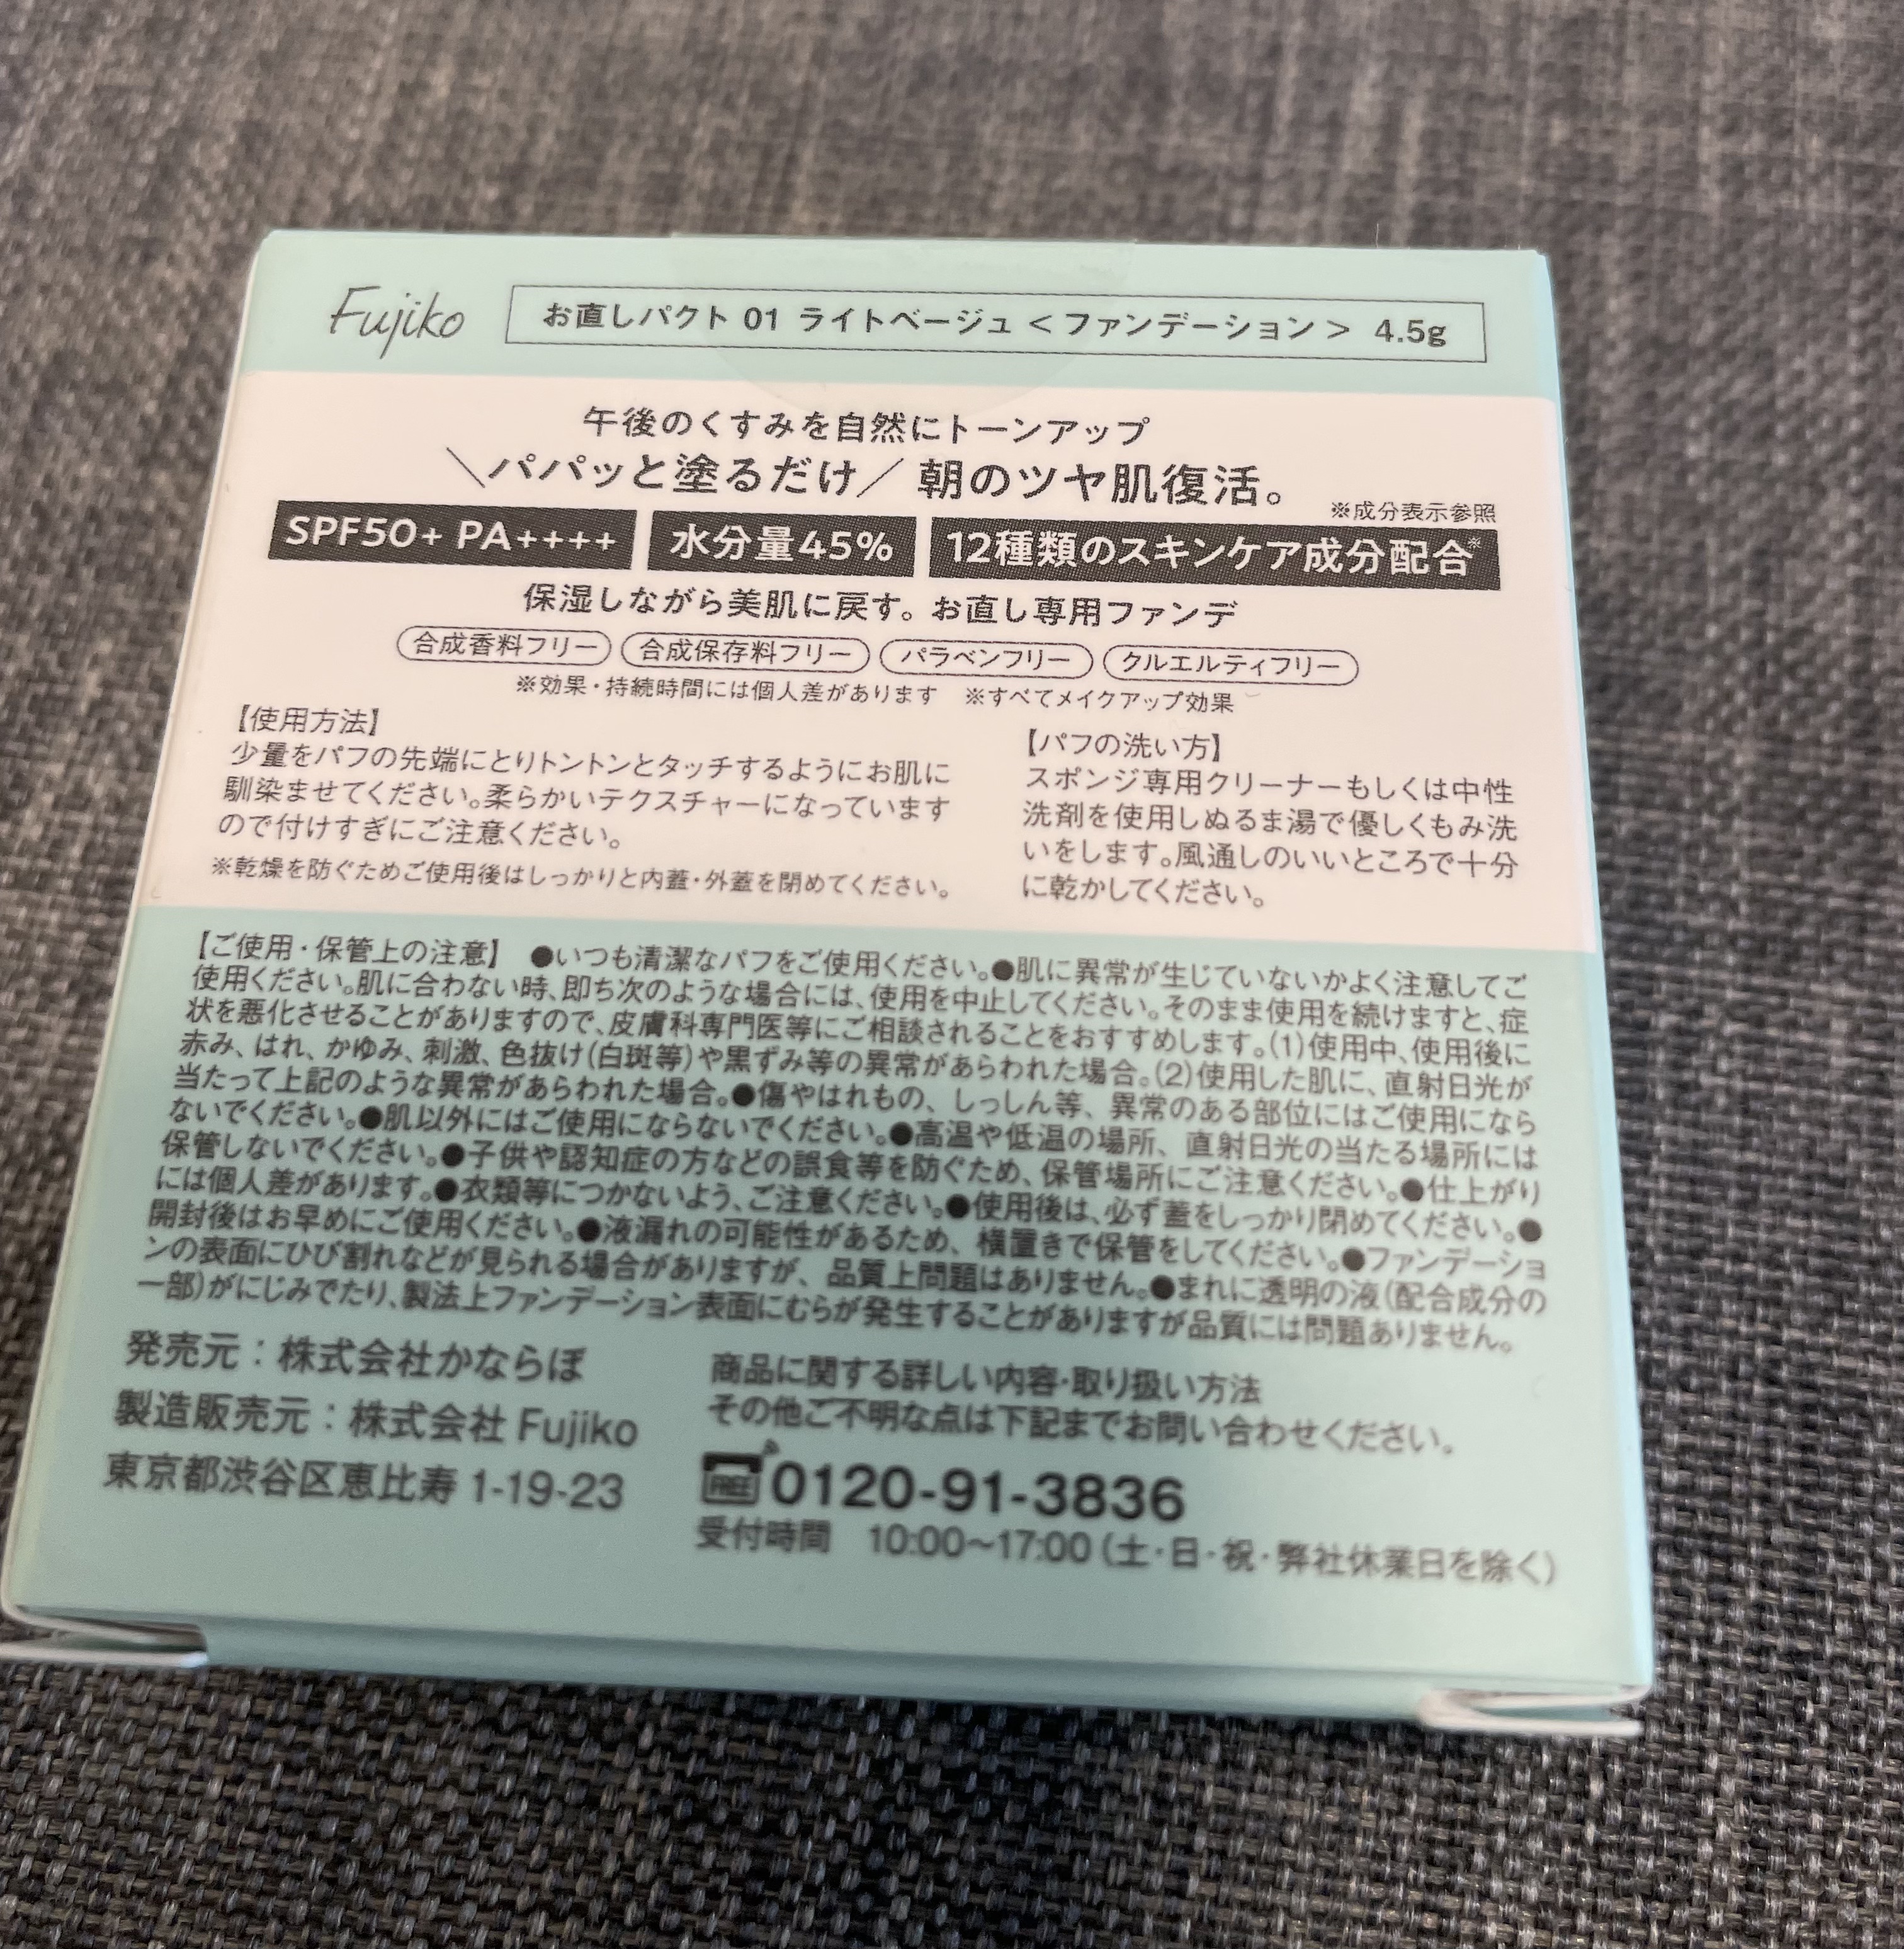 Fujiko
お直しパクト 01 ライトベージュ < ファンデーション > 4.5g
午後のくすみを自然にトーンアップ
＼パパッと塗るだけ／ 朝のツヤ肌復活。
※成分表示参照
SPF50+ PA++++ 水分量45% 12種類のスキンケア成分配合※
保湿しながら美肌に戻す。お直し専用ファンデ
合成香料フリー 合成保存料フリー パラベンフリー クルエルティフリー
※効果・持続時間には個人差があります ※すべてメイクアップ効果
【使用方法】
少量をパフの先端にとりトントンとタッチするようにお肌に
馴染ませてください。柔らかいテクスチャーになっています
ので付けすぎにご注意ください。
※乾燥を防ぐためご使用後はしっかりと内蓋・外蓋を閉めてください。
【パフの洗い方】
スポンジ専用クリーナーもしくは中性
洗剤を使用しぬるま湯で優しくもみ洗
いをします。風通しのいいところで十分
に乾かしてください。
【ご使用・保管上の注意】 ●いつも清潔なパフをご使用ください。●肌に異常が生じていないかよく注意してご
使用ください。肌に合わない時、即ち次のような場合には、使用を中止してください。そのまま使用を続けますと、症
状を悪化させることがありますので、皮膚科専門医等にご相談されることをおすすめします。(1)使用中、使用後に
赤み、はれ、かゆみ、刺激、色抜け(白斑等)や黒ずみ等の異常があらわれた場合。(2)使用した肌に、直射日光が
当たって上記のような異常があらわれた場合。●傷やはれもの、しっしん等、異常のある部位にはご使用になら
ないでください。●肌以外にはご使用にならないでください。●高温や低温の場所、直射日光の当たる場所には
保管しないでください。●子供や認知症の方などの誤食等を防ぐため、保管場所にご注意ください。●仕上がり
には個人差があります。●衣類等につかないよう、ご注意ください。●使用後は、必ず蓋をしっかり閉めてください。●
開封後はお早めにご使用ください。●液漏れの可能性があるため、横置きで保管をしてください。●ファンデーショ
ンの表面にひび割れなどが見られる場合がありますが、品質上問題はありません。●まれに透明の液(配合成分の
一部)がにじみでたり、製法上ファンデーション表面にむらが発生することがありますが品質には問題ありません。
発売元：株式会社かならぼ
製造販売元：株式会社 Fujiko
東京都渋谷区恵比寿 1-19-23
商品に関する詳しい内容・取り扱い方法
その他ご不明な点は下記までお問い合わせください。
FREE 0120-91-3836
受付時間 10:00〜17:00 (土・日・祝・弊社休業日を除く)